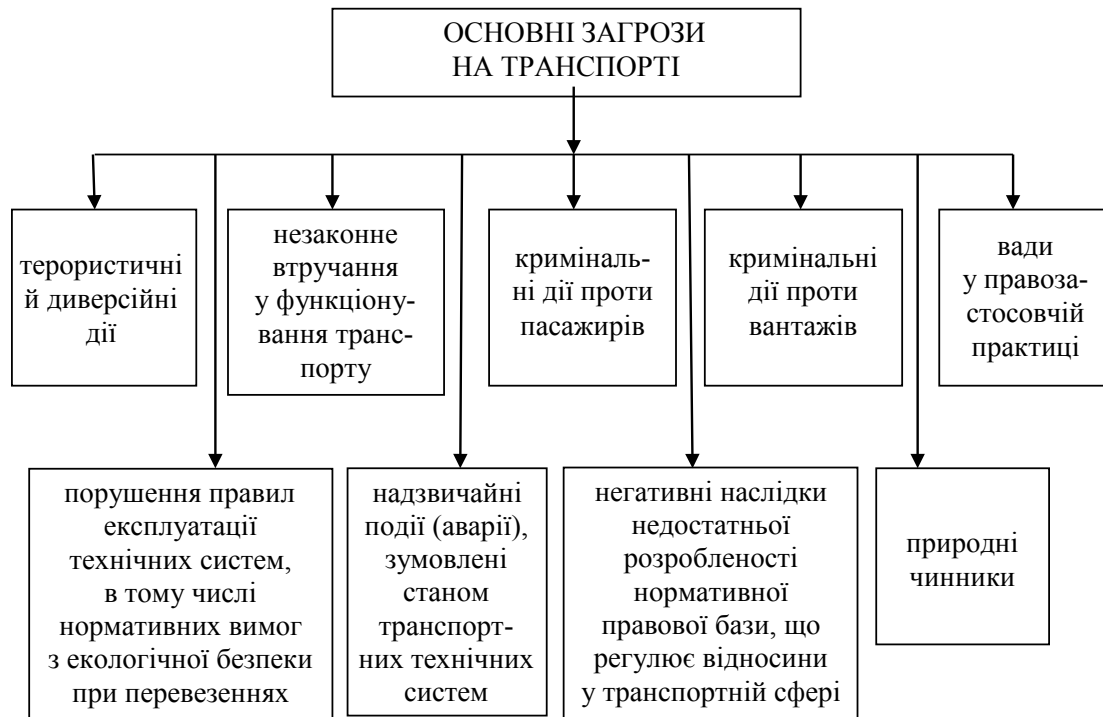 ОСНОВНІ ЗАГРОЗИ
НА ТРАНСПОРТІ
терористичні
й диверсійні
дії
незаконне
втручання
у функціону-
вання транс-
порту
криміналь-
ні дії проти
пасажирів
кримінальні
дії проти
вантажів
вади
у правоза-
стосовчій
практиці
порушення правил
експлуатації
технічних систем,
в тому числі
нормативних вимог
з екологічної безпеки
при перевезеннях
надзвичайні
події (аварії),
зумовлені
станом
транспорт-
них технічних
систем
негативні наслідки
недостатньої
розробленості
нормативної
правової бази, що
регулює відносини
у транспортній сфері
природні
чинники